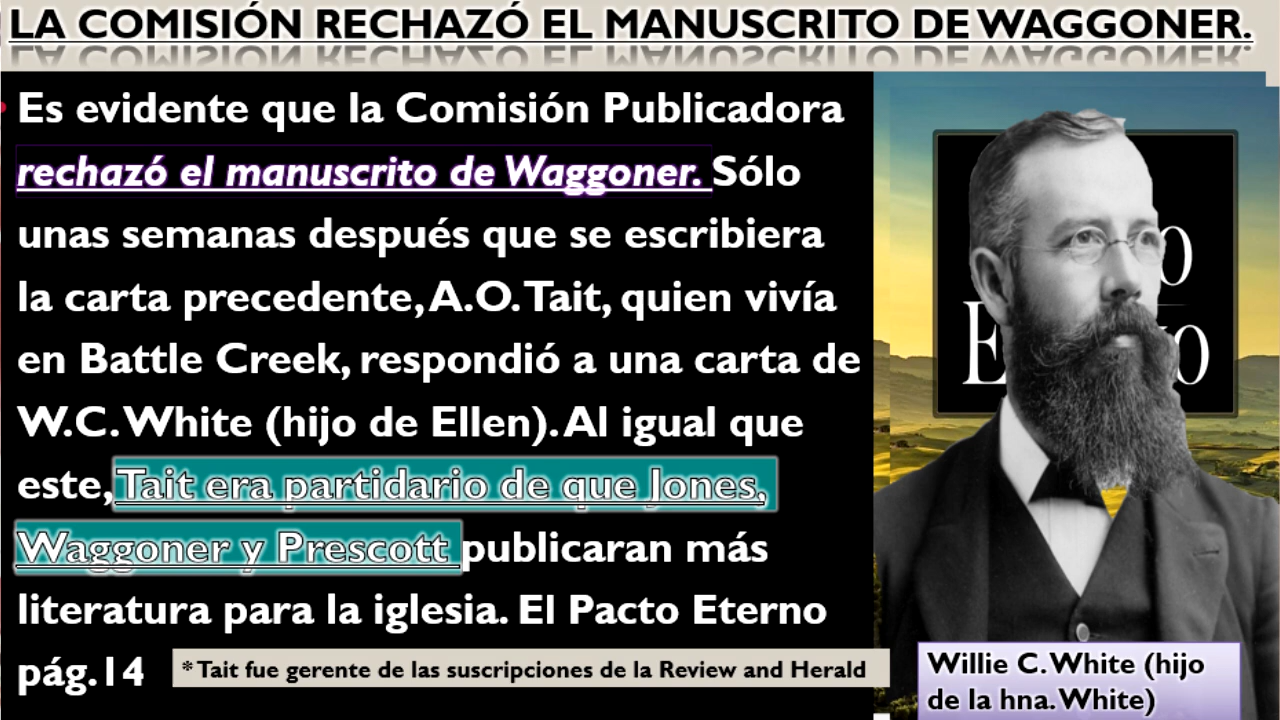 LA COMISIÓN RECHAZÓ EL MANUSCRITO DE WAGGONER.
Es evidente que la Comisión Publicadora
rechazó el manuscrito de Waggoner. Sólo
unas semanas después que se escribiera
la carta precedente, A.O. Tait, quien vivía
en Battle Creek, respondió a una carta de
W.C. White (hijo de Ellen). Al igual que
este, Tait era partidario de que Jones,
Waggoner y Prescott publicaran más
literatura para la iglesia. El Pacto Eterno
pág.14
* Tait fue gerente de las suscripciones de la Review and Herald
Willie C. White (hijo
de la hna. White)